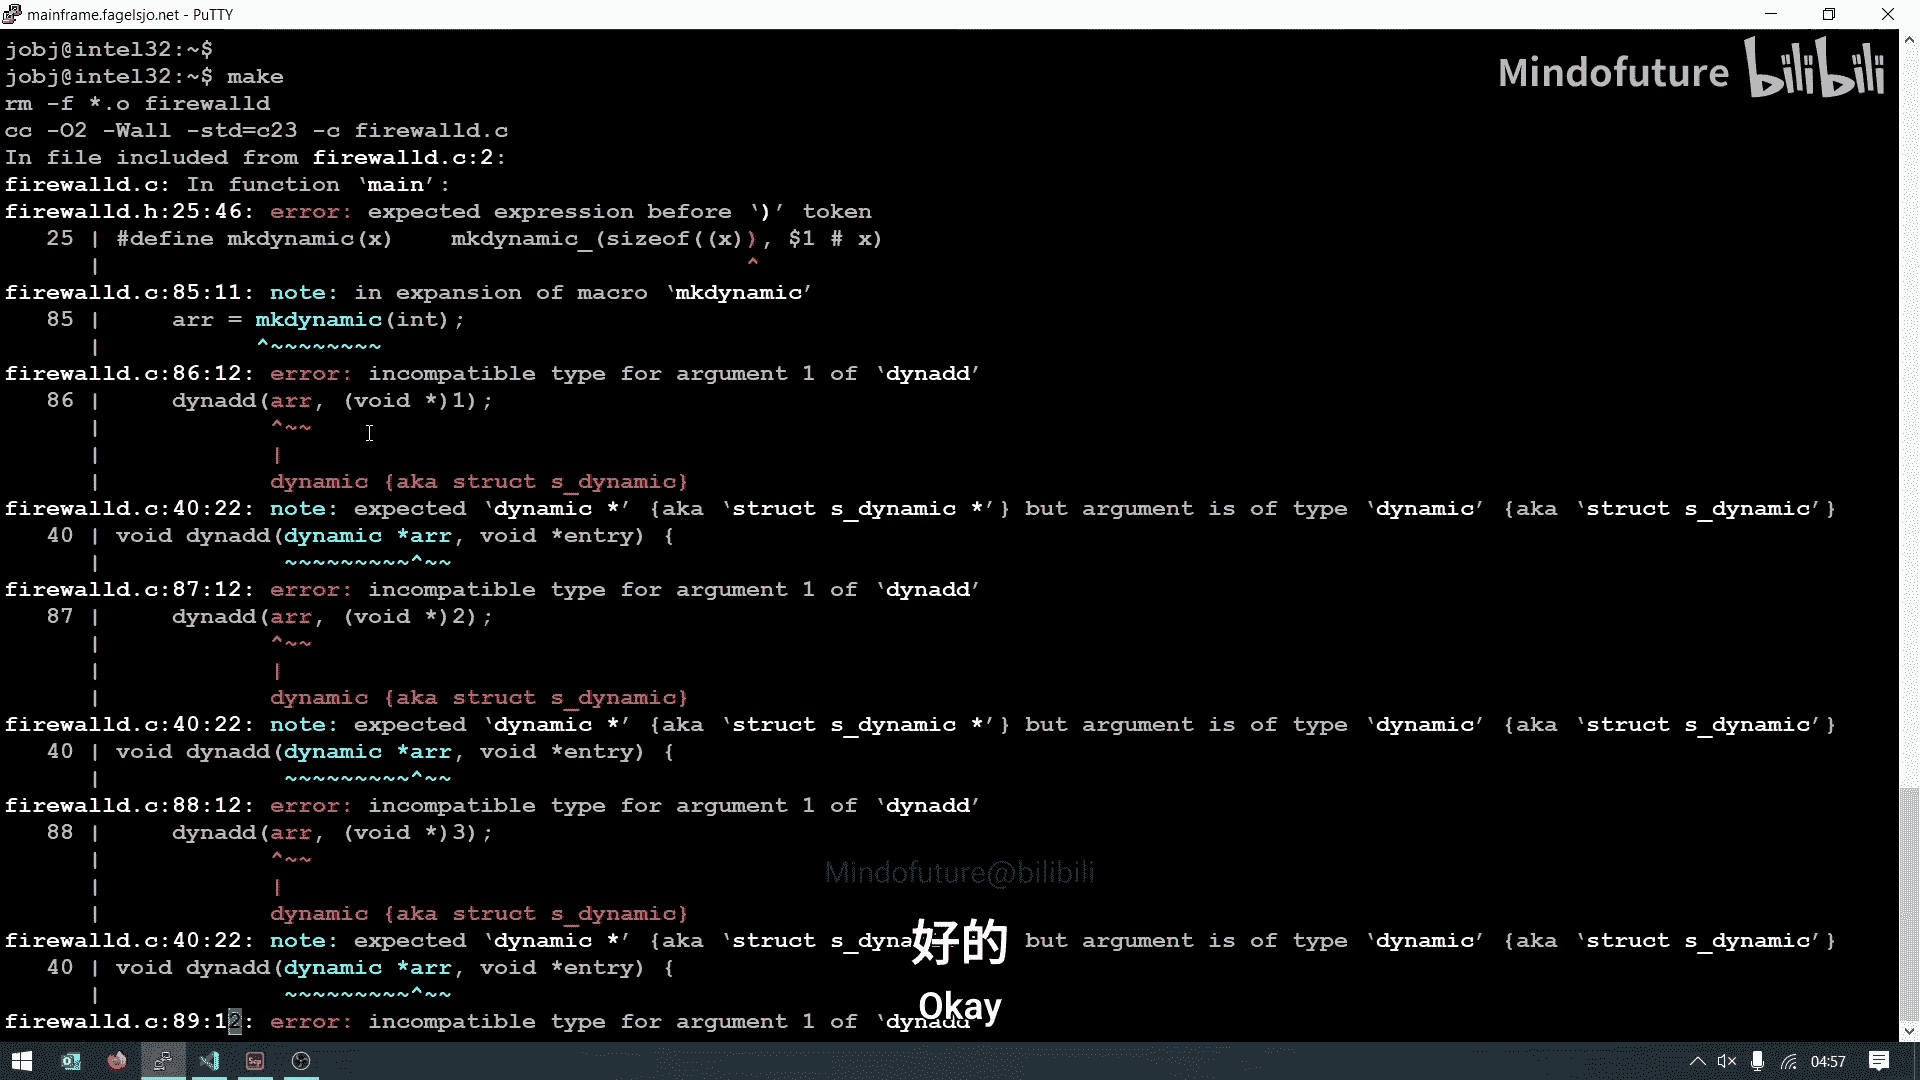 mainframe.fagelsjo.net - PuTTY
jobj@intel32:~$
jobj@intel32:~$ make
Mindofuture bilibili
rm -f *.o firewalld
cc -O2 -Wall -std=c23 -c firewalld.c
In file included from firewalld.c:2:
firewalld.c: In function ‘main’:
firewalld.h:25:46: error: expected expression before ‘)’ token
25 | #define mkdynamic(x)    mkdynamic_(sizeof((x)), $1 # x)
| ^
firewalld.c:85:11: note: in expansion of macro ‘mkdynamic’
85 |     arr = mkdynamic(int);
| ^~~~~~~~~
firewalld.c:86:12: error: incompatible type for argument 1 of ‘dynadd’
86 |     dynadd(arr, (void *)1);
| ^~~
| |
| dynamic {aka struct s_dynamic}
firewalld.c:40:22: note: expected ‘dynamic *’ {aka ‘struct s_dynamic *’} but argument is of type ‘dynamic’ {aka ‘struct s_dynamic’}
40 | void dynadd(dynamic *arr, void *entry) {
| ~~~~~~~~~^~~
firewalld.c:87:12: error: incompatible type for argument 1 of ‘dynadd’
87 |     dynadd(arr, (void *)2);
| ^~~
| |
| dynamic {aka struct s_dynamic}
firewalld.c:40:22: note: expected ‘dynamic *’ {aka ‘struct s_dynamic *’} but argument is of type ‘dynamic’ {aka ‘struct s_dynamic’}
40 | void dynadd(dynamic *arr, void *entry) {
| ~~~~~~~~~^~~
firewalld.c:88:12: error: incompatible type for argument 1 of ‘dynadd’
88 |     dynadd(arr, (void *)3);
| ^~~
Mindofuture@bilibili
| |
| dynamic {aka struct s_dynamic}
firewalld.c:40:22: note: expected ‘dynamic *’ {aka ‘struct s_dyna but argument is of type ‘dynamic’ {aka ‘struct s_dynamic’}
好的
40 | void dynadd(dynamic *arr, void *entry) {
| ~~~~~~~~~^~~
Okay
firewalld.c:89:12: error: incompatible type for argument 1 of ‘dynadd’
04:57